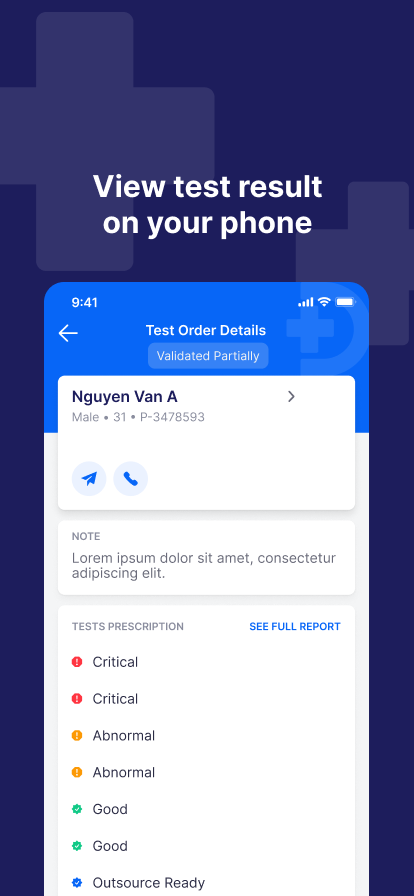 View test result
on your phone
9:41
Test Order Details
Validated Partially
Nguyen Van A
Male • 31 • P-3478593
NOTE
Lorem ipsum dolor sit amet, consectetur
adipiscing elit.
TESTS PRESCRIPTION SEE FULL REPORT
Critical
Critical
Abnormal
Abnormal
Good
Good
Outsource Ready